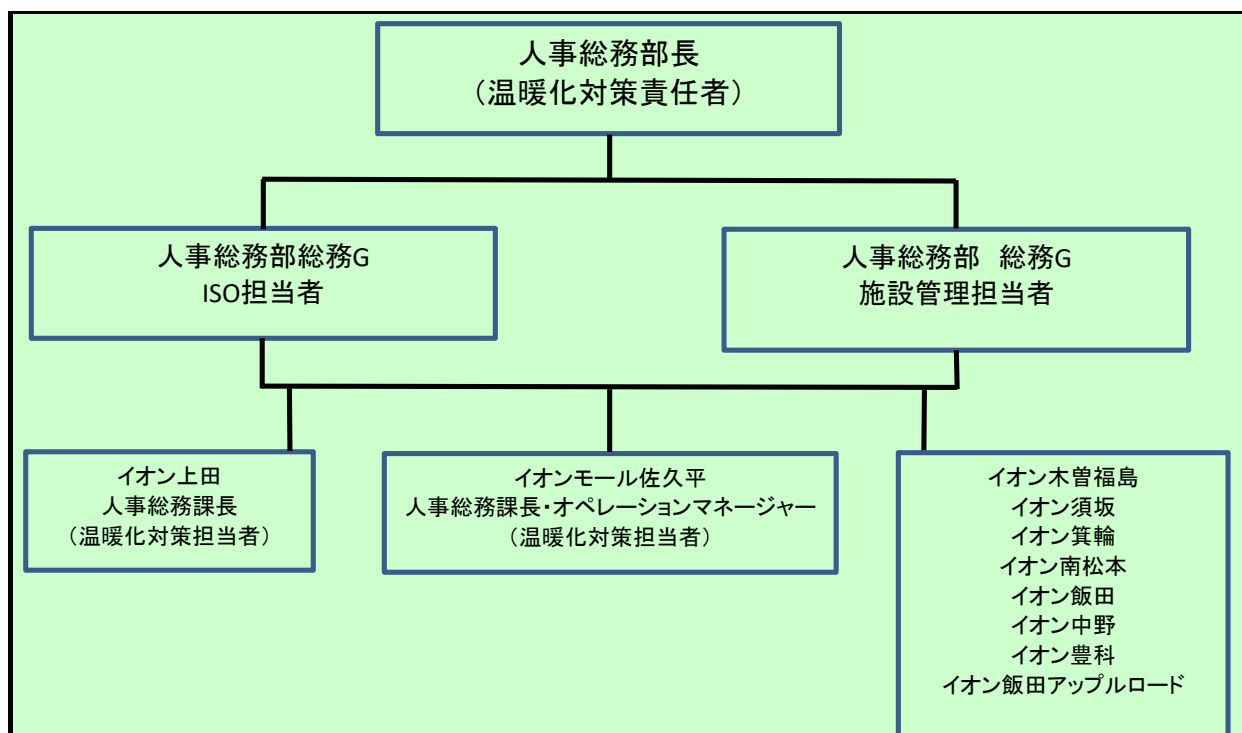 人事総務部長
（温暖化対策責任者）
人事総務部総務G
ISO担当者
人事総務部　総務G
施設管理担当者
イオン上田
人事総務課長
（温暖化対策担当者）
イオンモール佐久平
人事総務課長・オペレーションマネージャー
（温暖化対策担当者）
イオン木曽福島
イオン須坂
イオン箕輪
イオン南松本
イオン飯田
イオン中野
イオン豊科
イオン飯田アップルロード